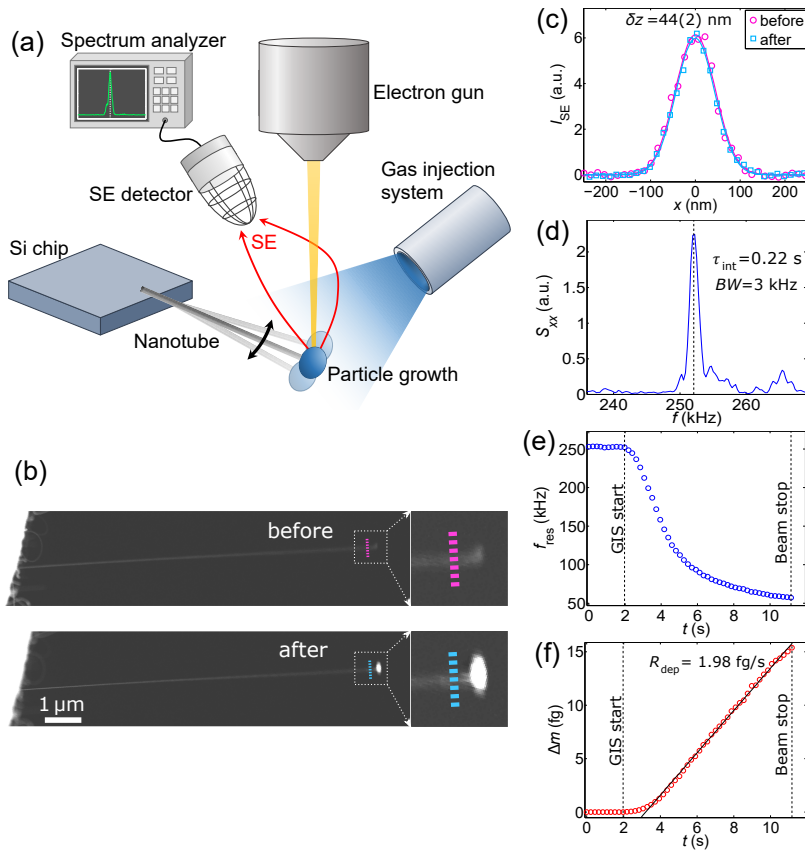 (a)
Spectrum analyzer
Electron gun
SE detector
Gas injection
system
SE
Si chip
Nanotube
Particle growth
(b)
before
after
1 μm
(c)
δz=44(2) nm
before
after
6
4
2
0
I_SE (a.u.)
−200
−100
0
100
200
x (nm)
(d)
τ_int=0.22 s
BW=3 kHz
2
1.5
1
0.5
0
S_xx (a.u.)
240
250
260
f (kHz)
(e)
250
200
150
100
50
f_res (kHz)
GIS start
Beam stop
0
2
4
6
8
10
t (s)
(f)
R_dep= 1.98 fg/s
15
10
5
0
Δm (fg)
GIS start
Beam stop
0
2
4
6
8
10
t (s)